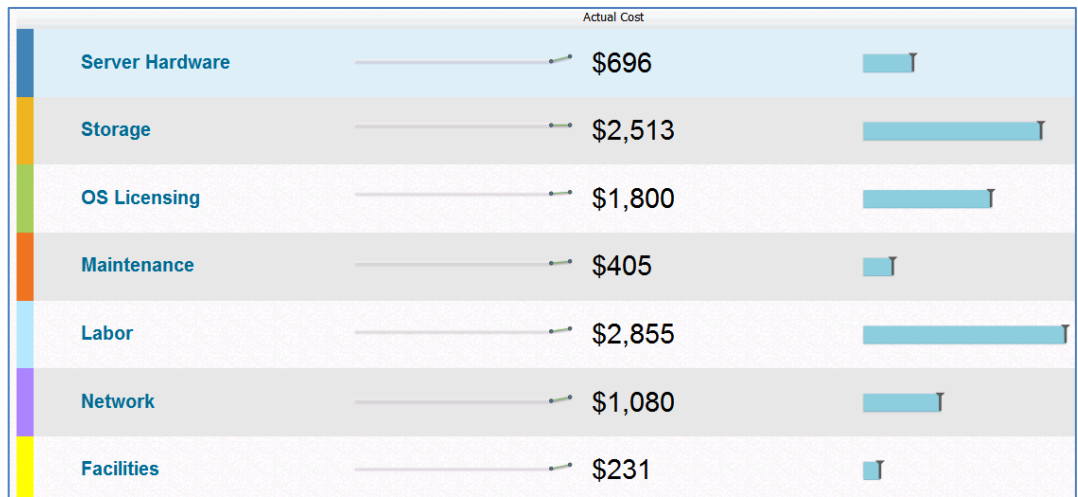 Actual Cost
Server Hardware $696
Storage $2,513
OS Licensing $1,800
Maintenance $405
Labor $2,855
Network $1,080
Facilities $231